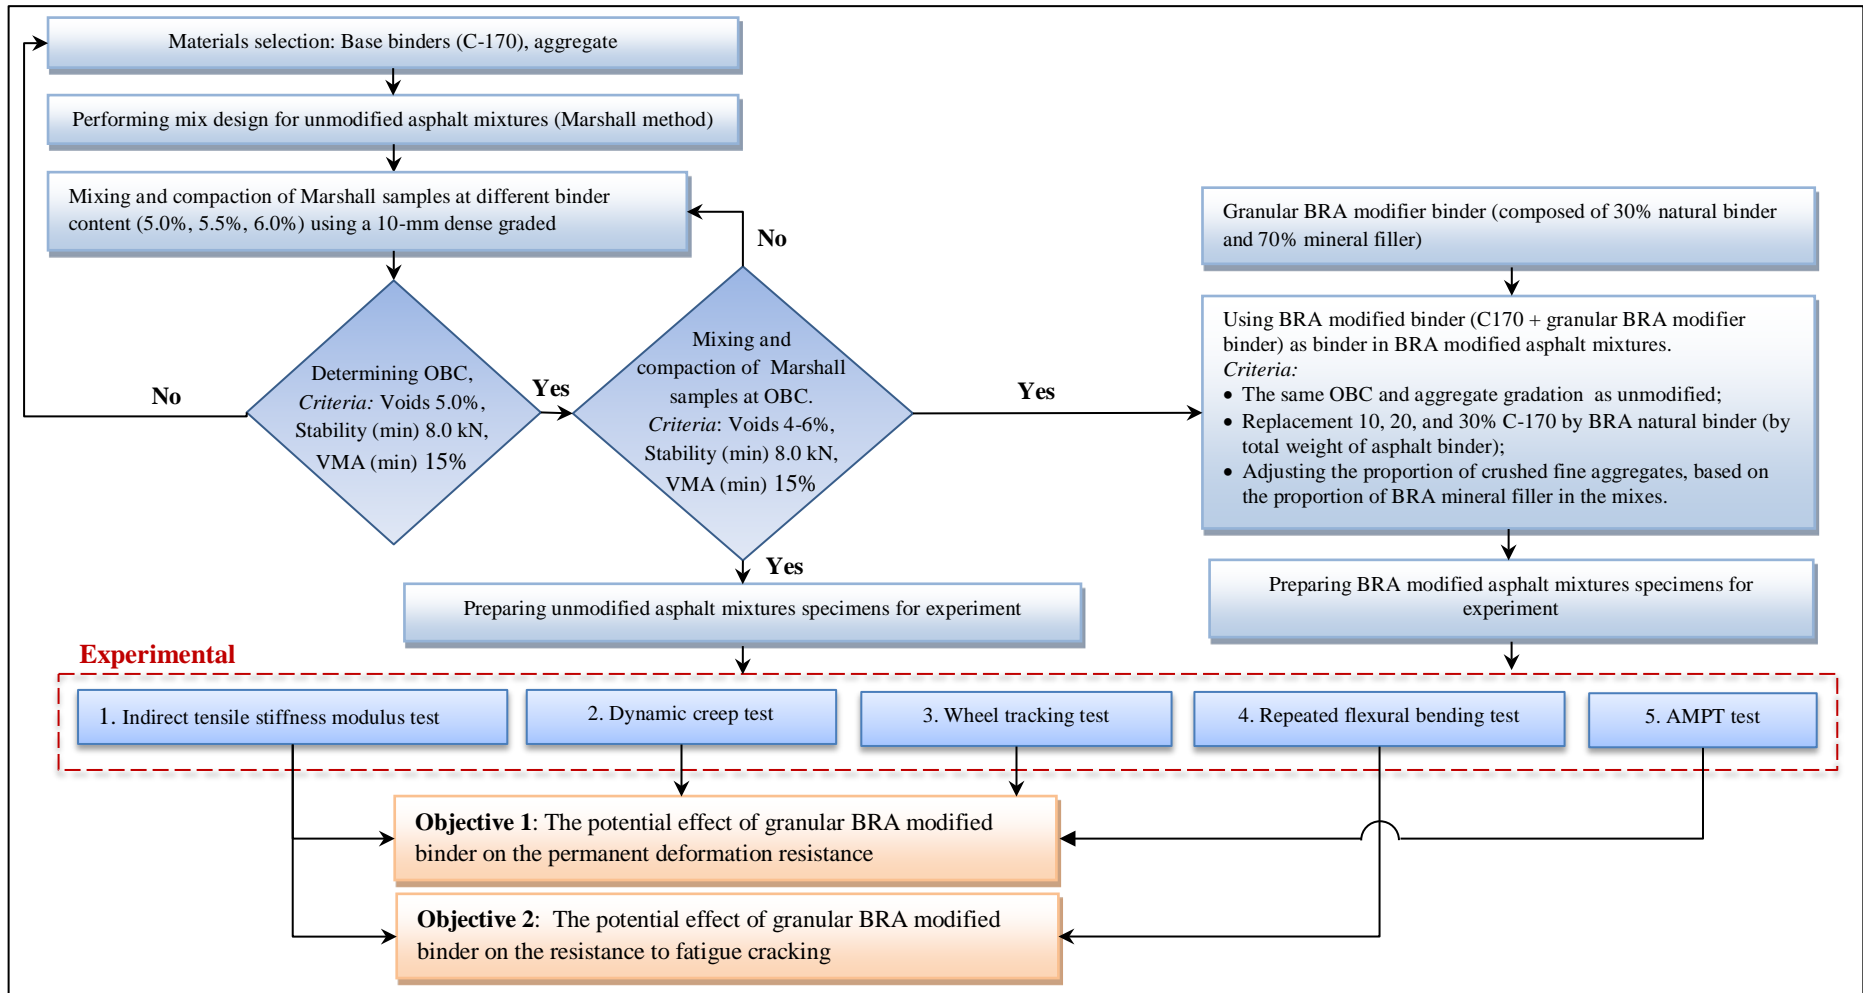 Materials selection: Base binders (C-170), aggregate
Performing mix design for unmodified asphalt mixtures (Marshall method)
Mixing and compaction of Marshall samples at different binder
content (5.0%, 5.5%, 6.0%) using a 10-mm dense graded
No
Determining OBC,
Criteria: Voids 5.0%,
Stability (min) 8.0 kN,
VMA (min) 15%
Yes
No
Mixing and
compaction of Marshall
samples at OBC.
Criteria: Voids 4-6%,
Stability (min) 8.0 kN,
VMA (min) 15%
Yes
Yes
Granular BRA modifier binder (composed of 30% natural binder
and 70% mineral filler)
Using BRA modified binder (C170 + granular BRA modifier
binder) as binder in BRA modified asphalt mixtures.
Criteria:
• The same OBC and aggregate gradation as unmodified;
• Replacement 10, 20, and 30% C-170 by BRA natural binder (by
total weight of asphalt binder);
• Adjusting the proportion of crushed fine aggregates, based on
the proportion of BRA mineral filler in the mixes.
Preparing unmodified asphalt mixtures specimens for experiment
Preparing BRA modified asphalt mixtures specimens for
experiment
Experimental
1. Indirect tensile stiffness modulus test
2. Dynamic creep test
3. Wheel tracking test
4. Repeated flexural bending test
5. AMPT test
Objective 1: The potential effect of granular BRA modified
binder on the permanent deformation resistance
Objective 2: The potential effect of granular BRA modified
binder on the resistance to fatigue cracking